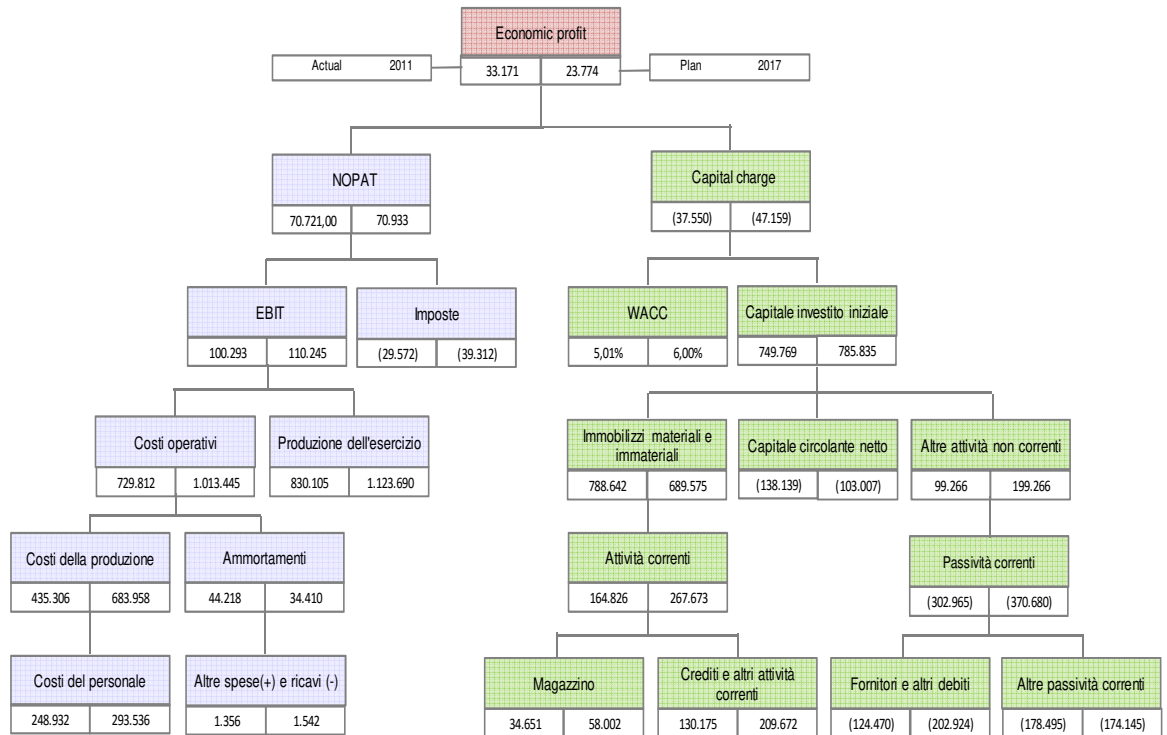 Economic profit
Actual 2011
33.171 23.774
Plan 2017
NOPAT
70.721,00 70.933
Capital charge
(37.550) (47.159)
EBIT
100.293 110.245
Imposte
(29.572) (39.312)
WACC
5,01% 6,00%
Capitale investito iniziale
749.769 785.835
Costi operativi
729.812 1.013.445
Produzione dell'esercizio
830.105 1.123.690
Immobilizzi materiali e
immateriali
788.642 689.575
Capitale circolante netto
(138.139) (103.007)
Altre attività non correnti
99.266 199.266
Costi della produzione
435.306 683.958
Ammortamenti
44.218 34.410
Attività correnti
164.826 267.673
Passività correnti
(302.965) (370.680)
Costi del personale
248.932 293.536
Altre spese(+) e ricavi (-)
1.356 1.542
Magazzino
34.651 58.002
Crediti e altri attività
correnti
130.175 209.672
Fornitori e altri debiti
(124.470) (202.924)
Altre passività correnti
(178.495) (174.145)